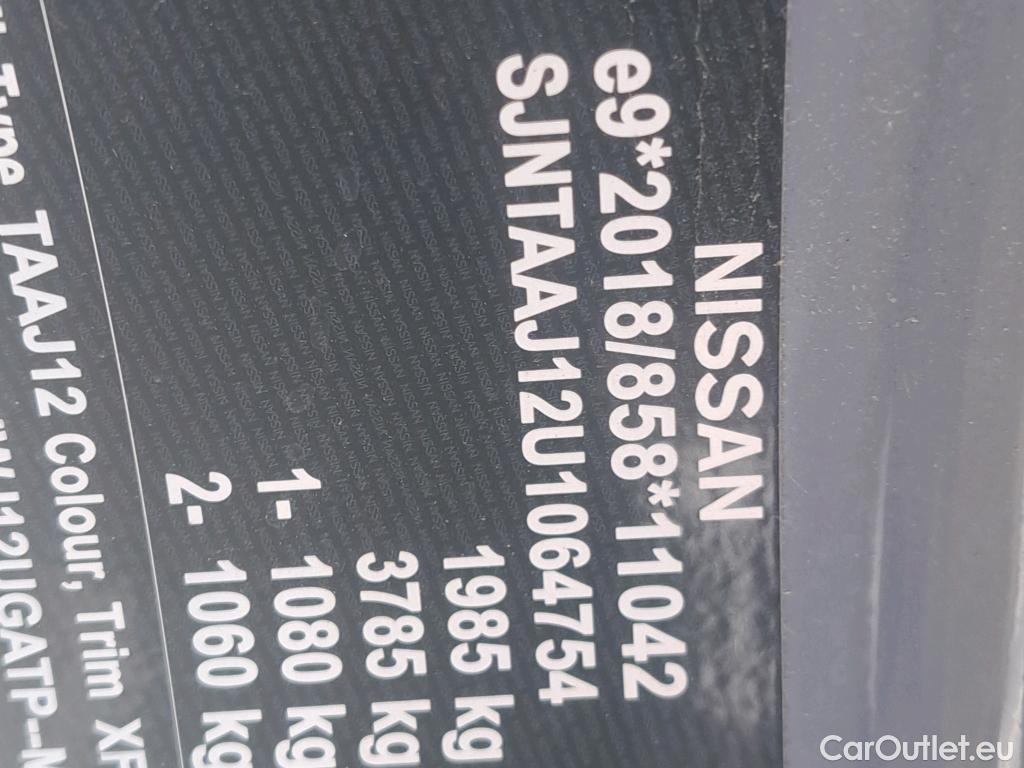 NISSAN
e9*2018/858*11042
SJNTAAJ12U1064754
1985 kg
3785 kg
1- 1080 kg
2- 1060 kg
Type TAAJ12 Colour, Trim XF
CarOutlet.eu